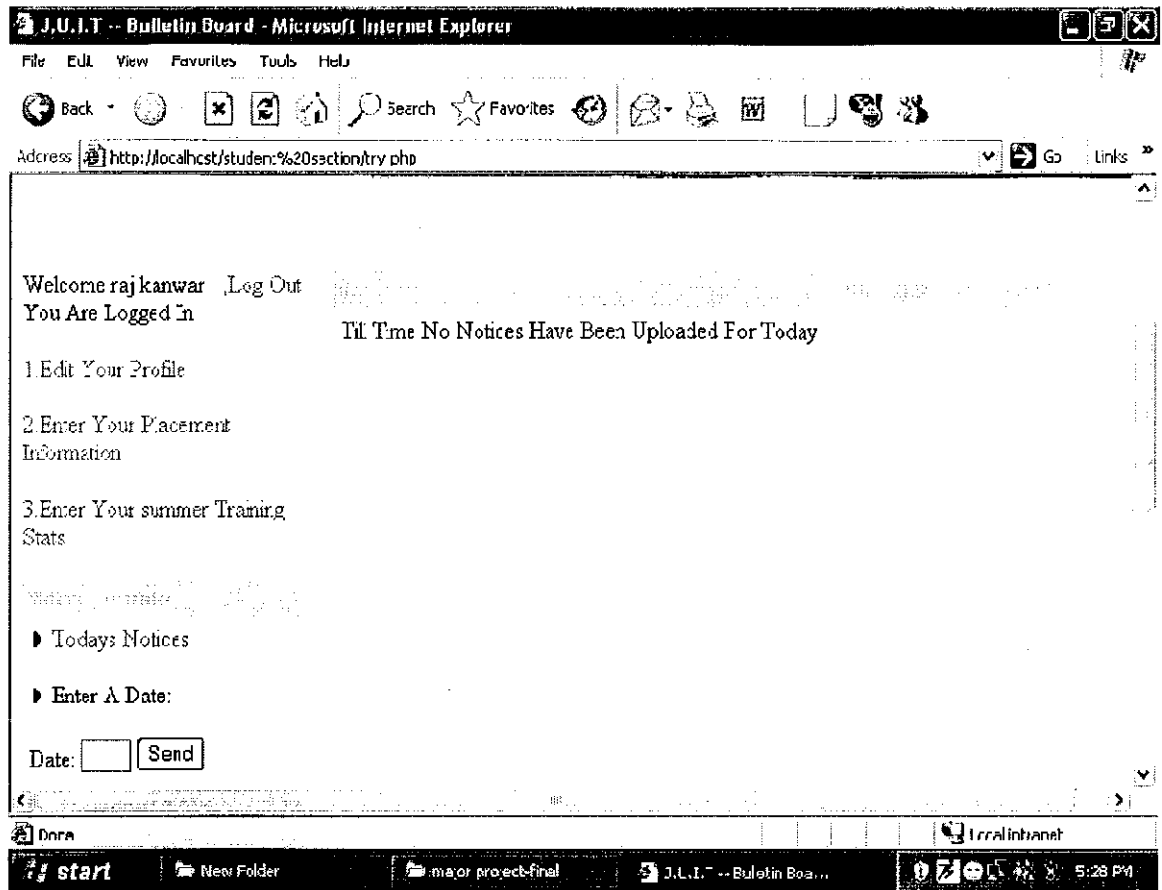 J.U.I.T -- Bulletin Board - Microsoft Internet Explorer
File Edit View Favorites Tools Help
Back Search Favorites
Address http://localhost/student%20section/try.php Go Links »
Welcome raj kanwar ,Log Out
You Are Logged In
Till Time No Notices Have Been Uploaded For Today
1.Edit Your Profile
2.Enter Your Placement
Information
3.Enter Your summer Training
Stats
Todays Notices
Enter A Date:
Date: Send
Done Local intranet
start New Folder major project-final J.U.I.T -- Bulletin Boa... 5:28 PM